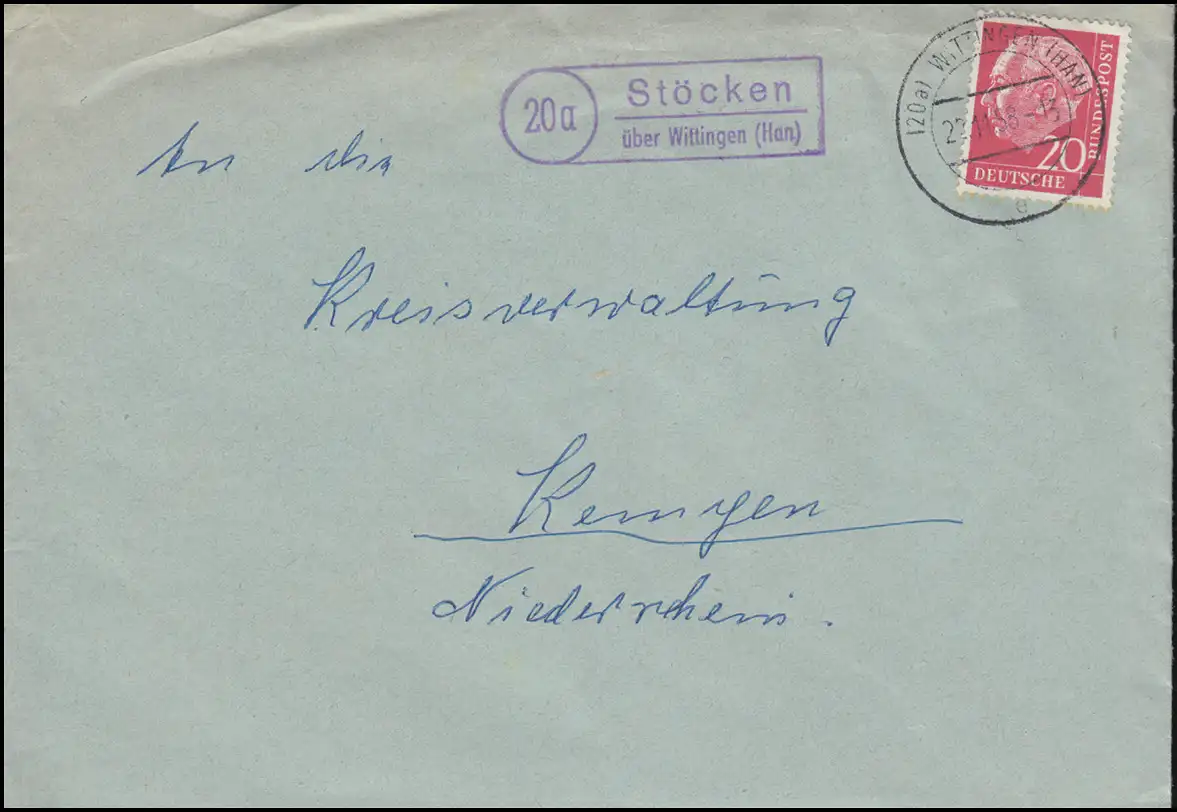 20a
Stöcken
über Wittingen (Han)
(20a) WITTINGEN (HAN)
DEUTSCHE
BUNDESPOST
20
An die
Kreisverwaltung
Kempen
Niederrhein.